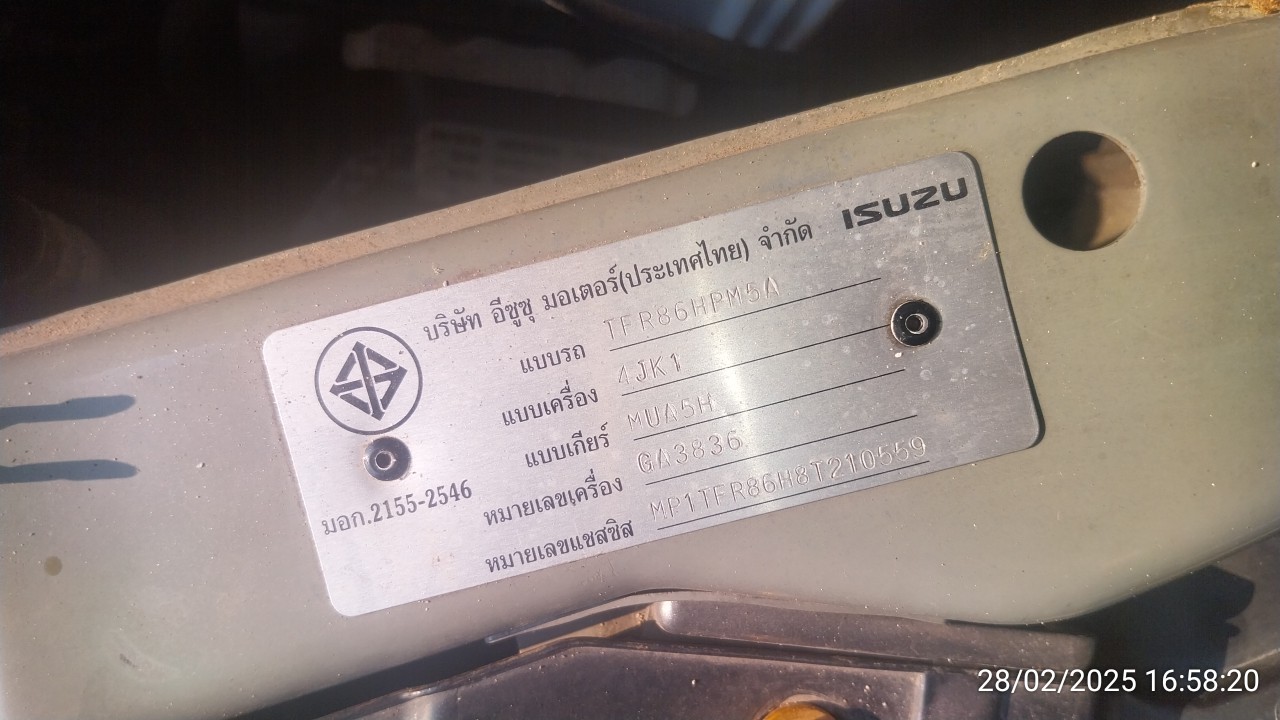 ISUZU
บริษัท อีซูซุ มอเตอร์(ประเทศไทย) จำกัด
แบบรถ TFR86HPM5A
แบบเครื่อง 4JK1
แบบเกียร์ MUA5H
หมายเลขเครื่อง GA3836
หมายเลขแชสซิส MP1TFR86H8T210559
มอก.2155-2546
28/02/2025 16:58:20